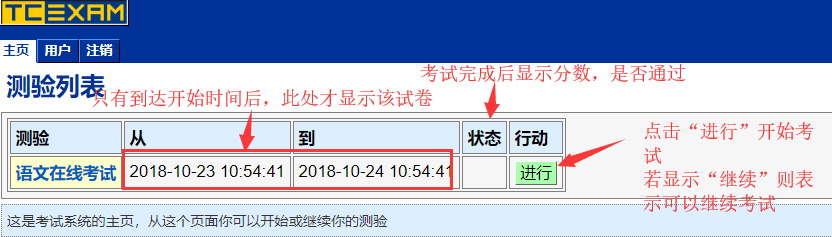 TCEXAM
主页 用户 注销
测验列表
考试完成后显示分数，是否通过
只有到达开始时间后，此处才显示该试卷
测验 从 到 状态 行动
语文在线考试 2018-10-23 10:54:41 2018-10-24 10:54:41 进行
点击“进行”开始考
试
若显示“继续”则表
示可以继续考试
这是考试系统的主页，从这个页面你可以开始或继续你的测验